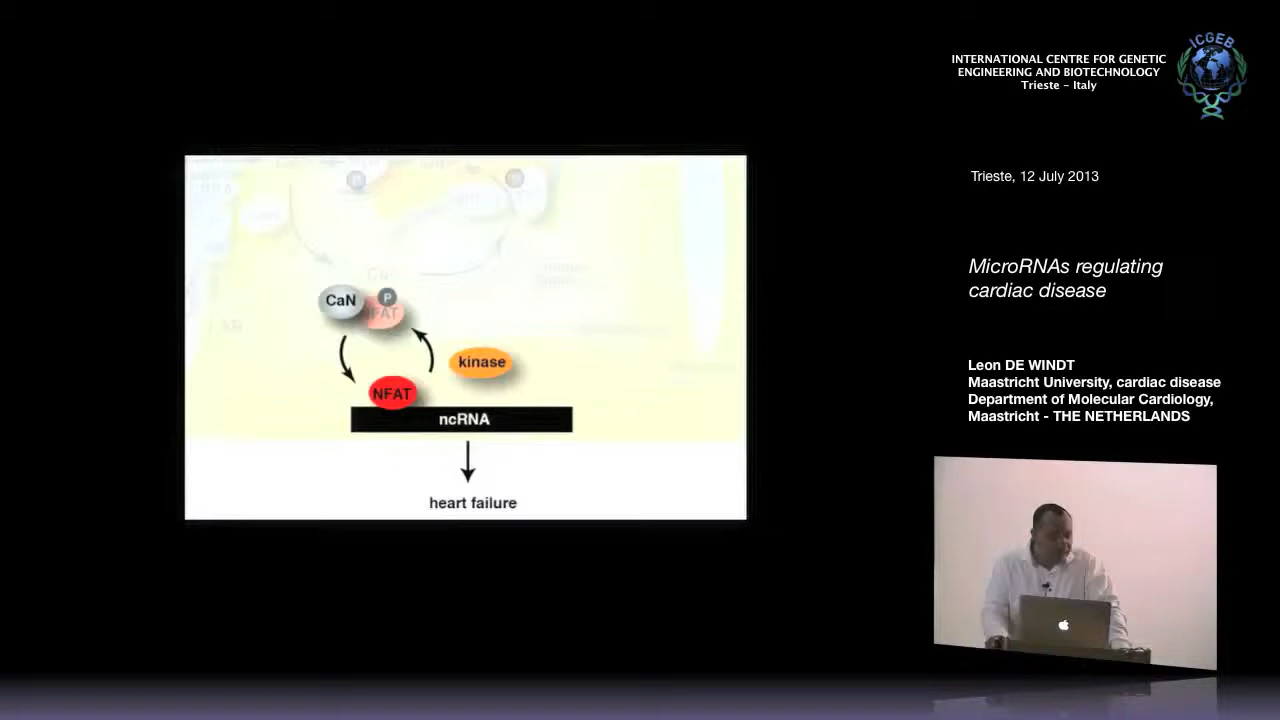 INTERNATIONAL CENTRE FOR GENETIC
ENGINEERING AND BIOTECHNOLOGY
Trieste - Italy
ICGEB
Trieste, 12 July 2013
MicroRNAs regulating
cardiac disease
Leon DE WINDT
Maastricht University, cardiac disease
Department of Molecular Cardiology,
Maastricht - THE NETHERLANDS
P
CaN
NFAT
kinase
NFAT
ncRNA
heart failure